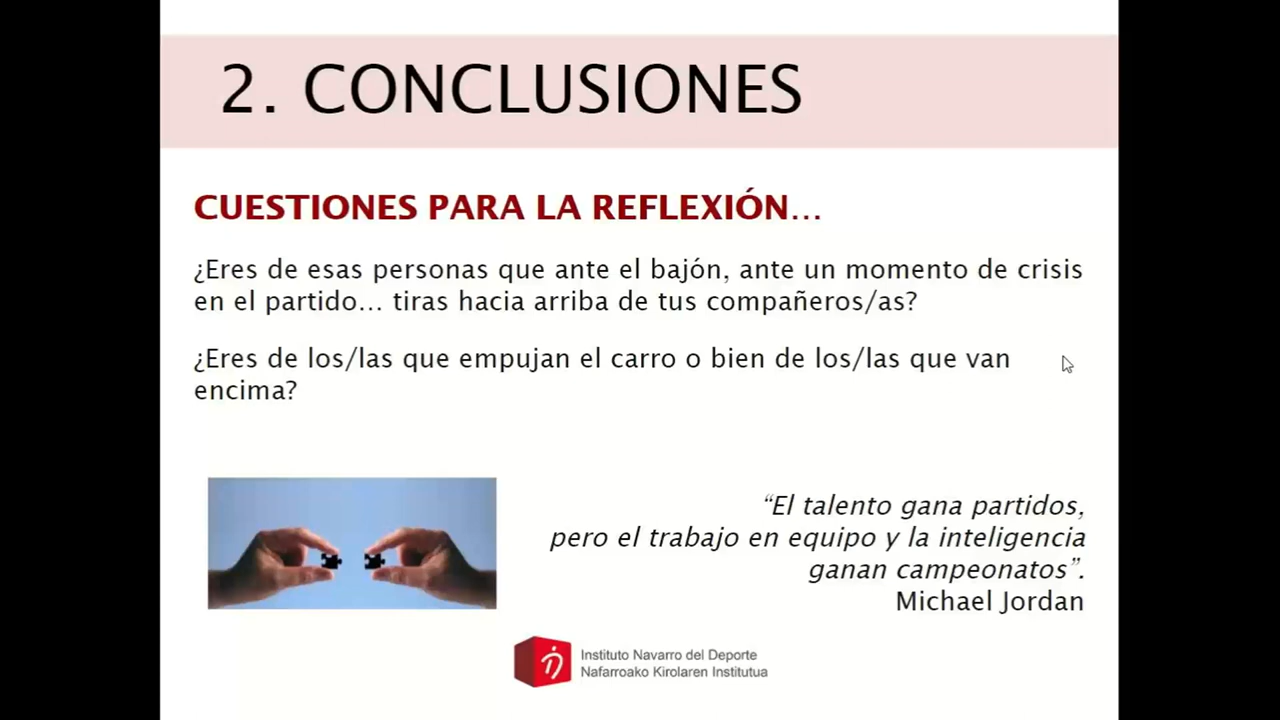 2. CONCLUSIONES
CUESTIONES PARA LA REFLEXIÓN...
¿Eres de esas personas que ante el bajón, ante un momento de crisis
en el partido... tiras hacia arriba de tus compañeros/as?
¿Eres de los/las que empujan el carro o bien de los/las que van
encima?
“El talento gana partidos,
pero el trabajo en equipo y la inteligencia
ganan campeonatos”.
Michael Jordan
Instituto Navarro del Deporte
Nafarroako Kirolaren Institutua